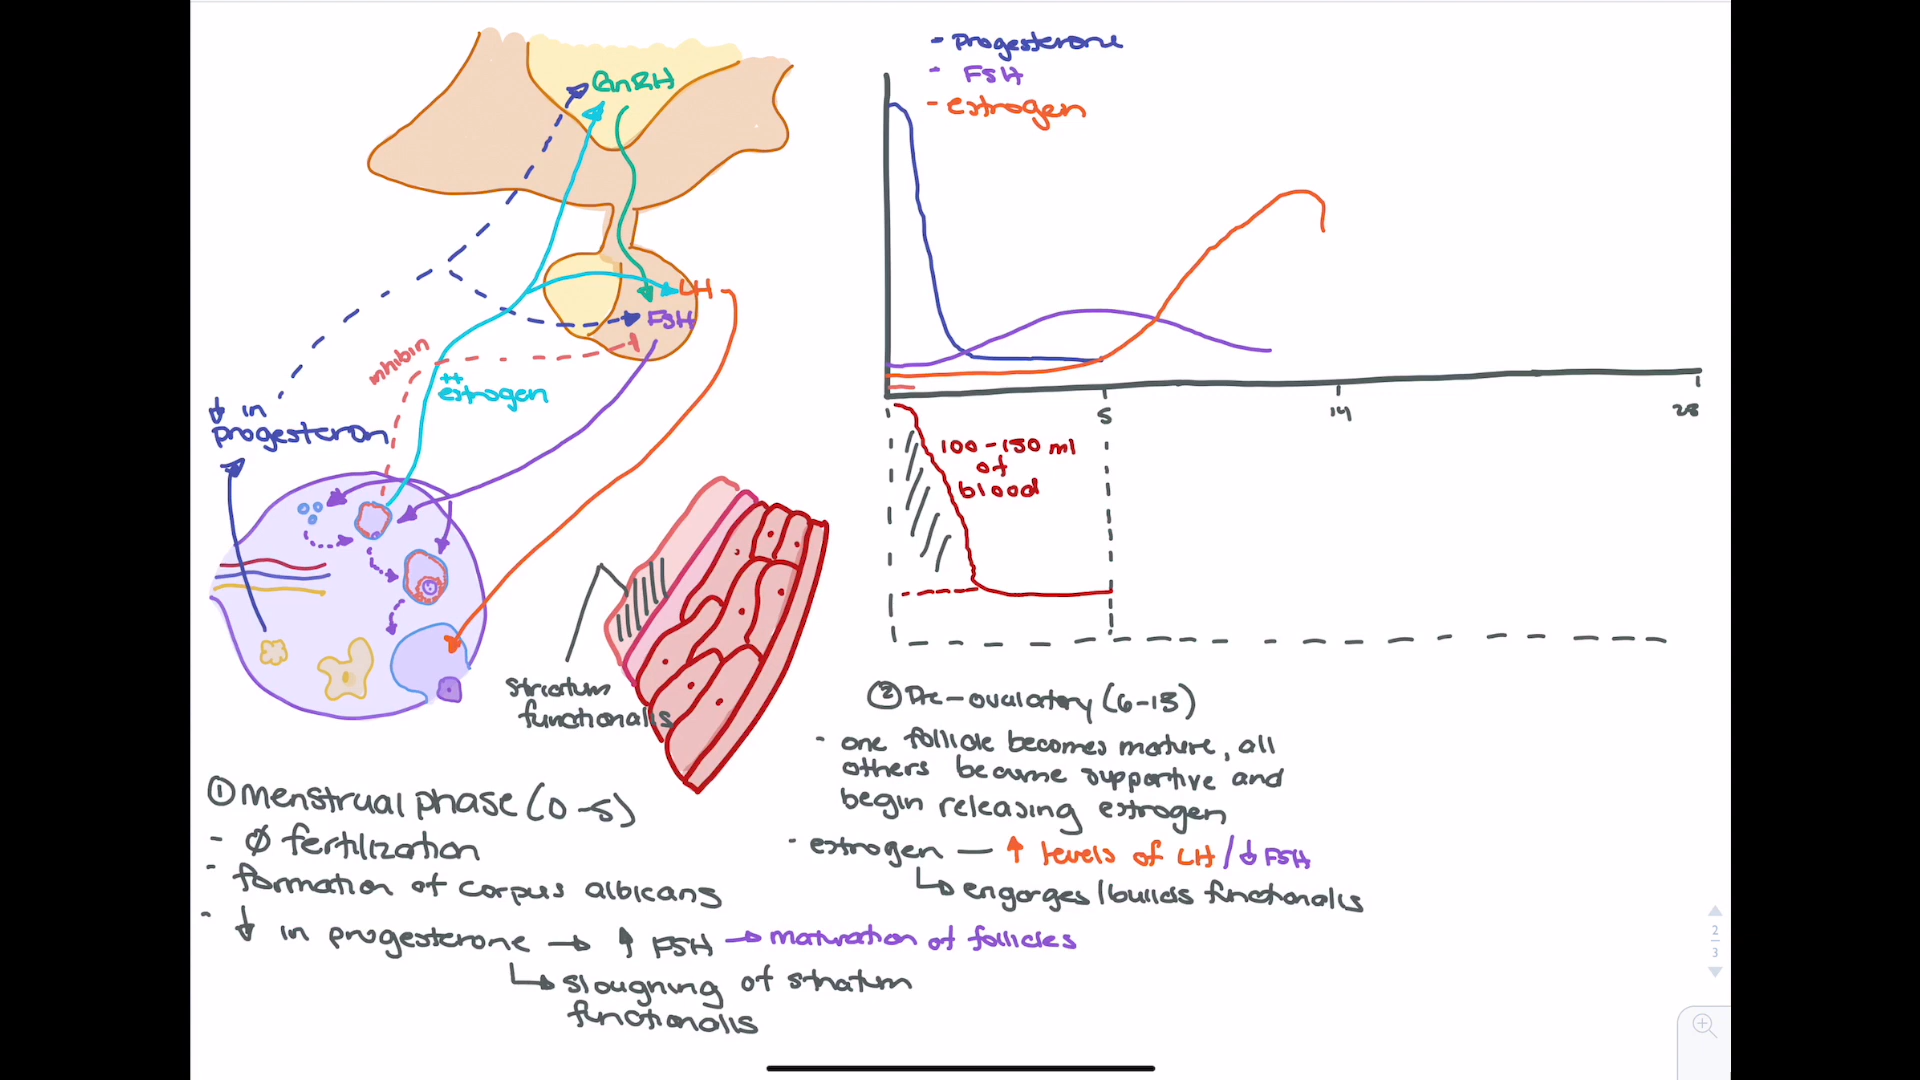 - progesterone
- FSH
- estrogen
GnRH
LH
FSH
inhibin
++
estrogen
↓ in
progesteron
5
14
28
100-150 ml
of
blood
striatum
functionalis
① menstrual phase (0-5)
- Ø fertilization
- formation of corpus albicans
- ↓ in progesterone → ↑ FSH → maturation of follicles
↳ sloughing of stratum
functionalis
② Pre-ovulatory (6-13)
- one follicle becomes mature, all
others become supportive and
begin releasing estrogen
- estrogen — ↑ levels of LH / ↓ FSH
↳ engorges/builds functionalis
2
3